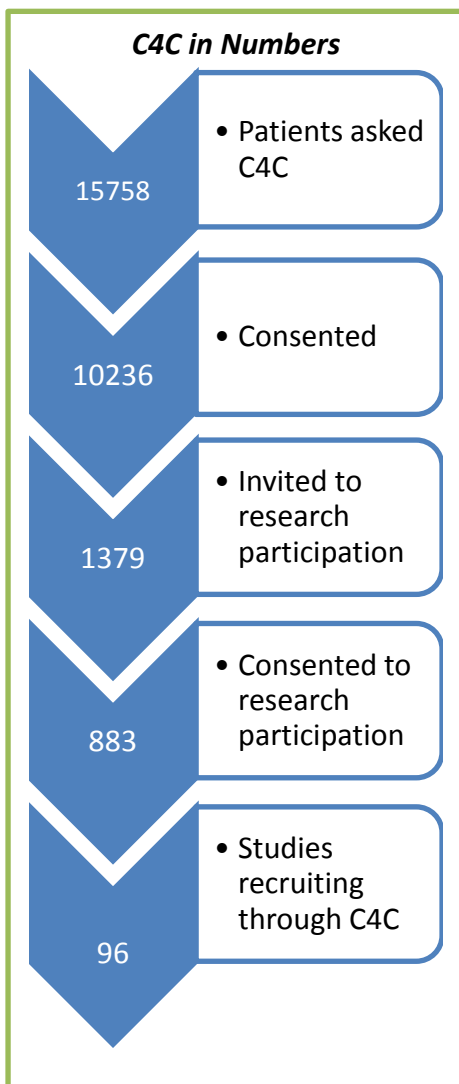 C4C in Numbers
15758
• Patients asked
C4C
10236
• Consented
1379
• Invited to
research
participation
883
• Consented to
research
participation
96
• Studies
recruiting
through C4C